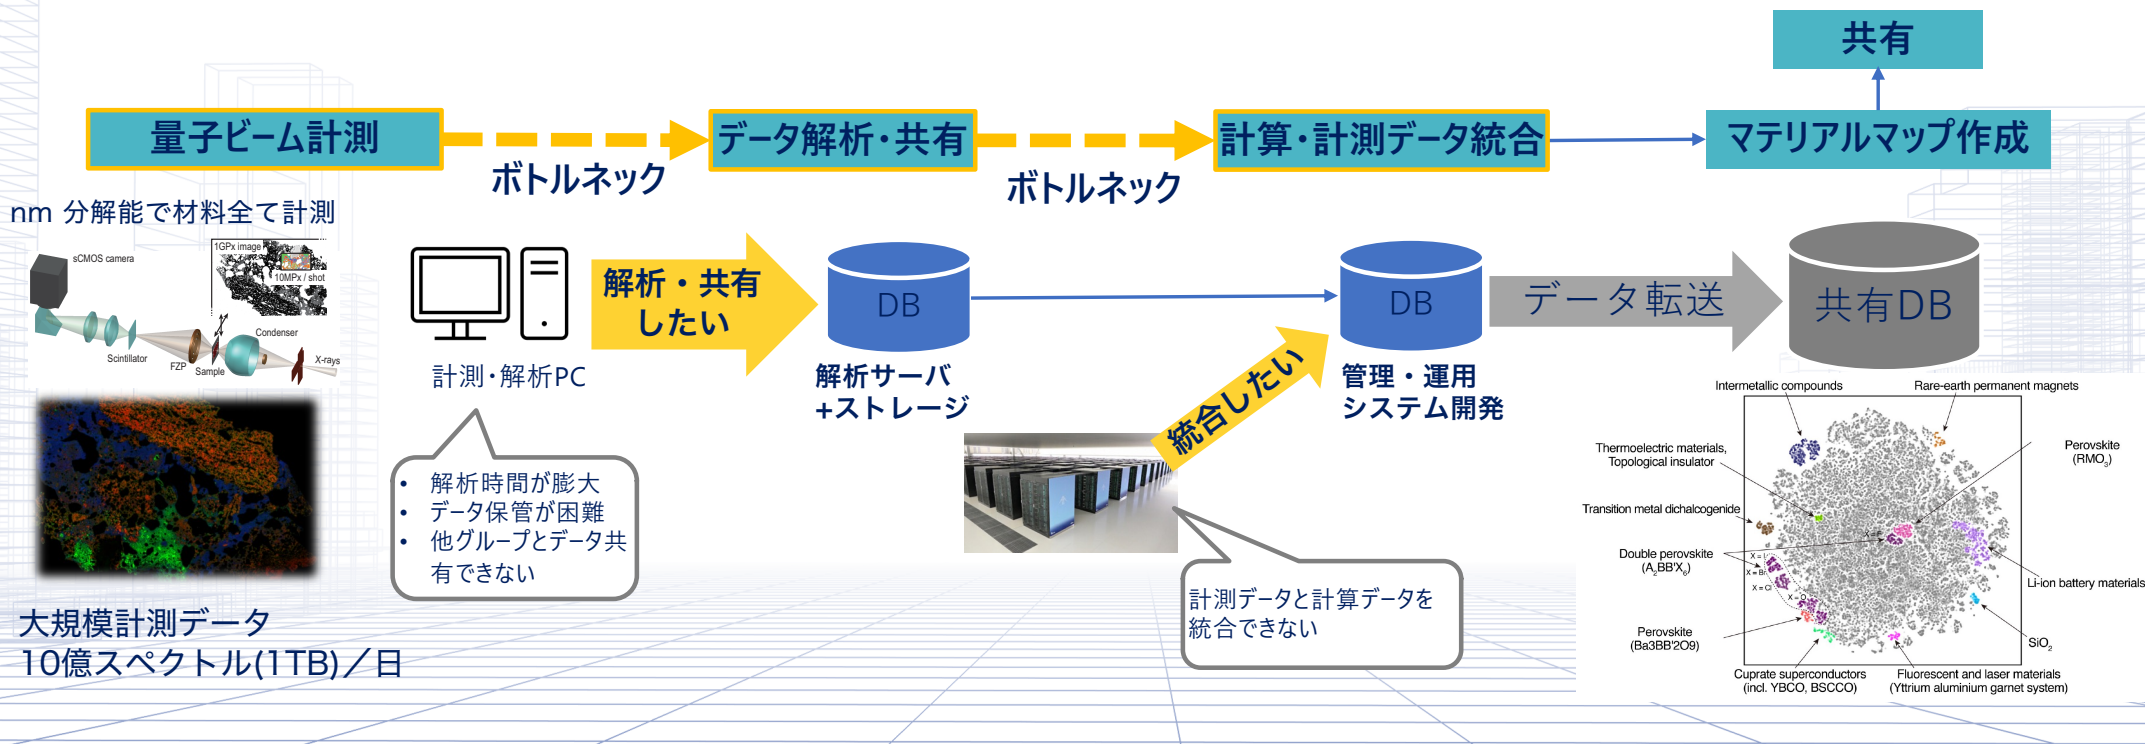 共有
量子ビーム計測
データ解析・共有
計算・計測データ統合
マテリアルマップ作成
ボトルネック
ボトルネック
nm 分解能で材料全て計測
sCMOS camera
1GPx image
10MPx / shot
Condenser
Scintillator
FZP
Sample
X-rays
計測・解析PC
解析・共有
したい
DB
解析サーバ
+ストレージ
統合したい
DB
管理・運用
システム開発
データ転送
共有DB
• 解析時間が膨大
• データ保管が困難
• 他グループとデータ共
有できない
計測データと計算データを
統合できない
大規模計測データ
10億スペクトル(1TB)／日
Intermetallic compounds
Rare-earth permanent magnets
Thermoelectric materials,
Topological insulator
Perovskite
(RMO3)
Transition metal dichalcogenide
Double perovskite
(A2BB'X6)
X = F
X = I
X = Br
X = Cl
X = O
Li-ion battery materials
Perovskite
(Ba3BB'2O9)
SiO2
Cuprate superconductors
(incl. YBCO, BSCCO)
Fluorescent and laser materials
(Yttrium aluminium garnet system)